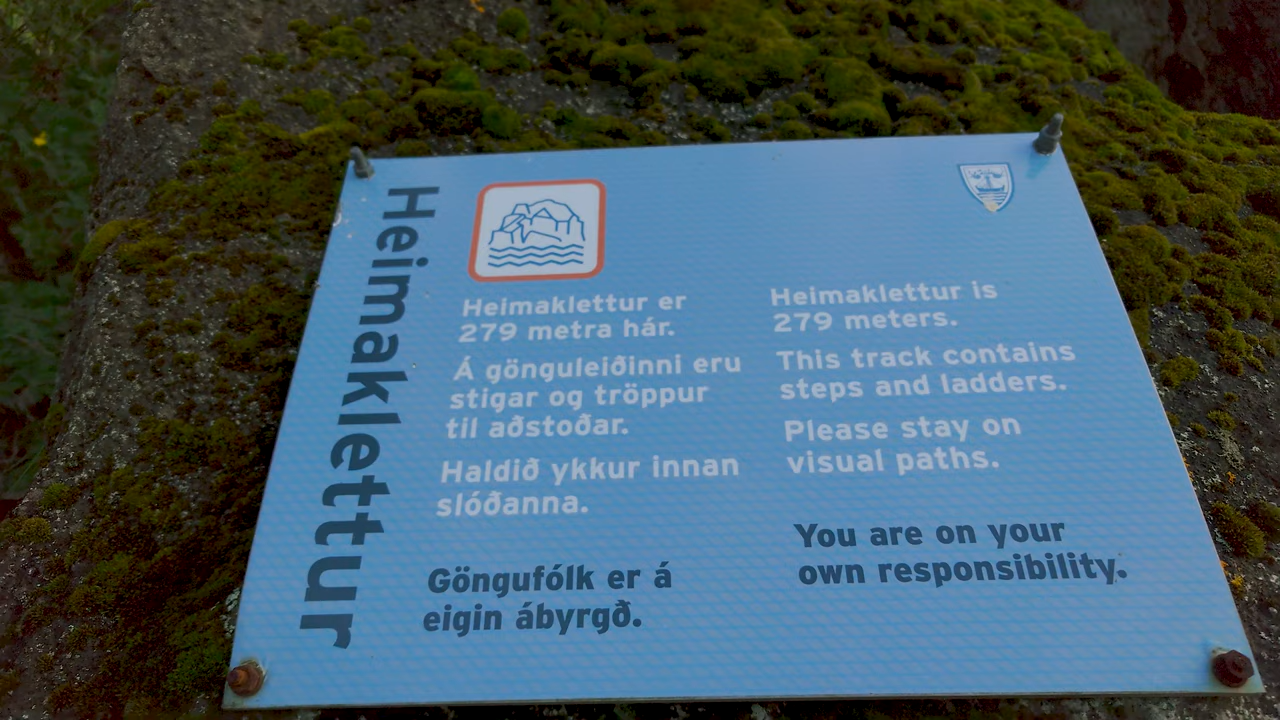 Heimaklettur
Heimaklettur er
279 metra hár.
Á gönguleiðinni eru
stigar og tröppur
til aðstoðar.
Haldið ykkur innan
slóðanna.
Göngufólk er á
eigin ábyrgð.
Heimaklettur is
279 meters.
This track contains
steps and ladders.
Please stay on
visual paths.
You are on your
own responsibility.